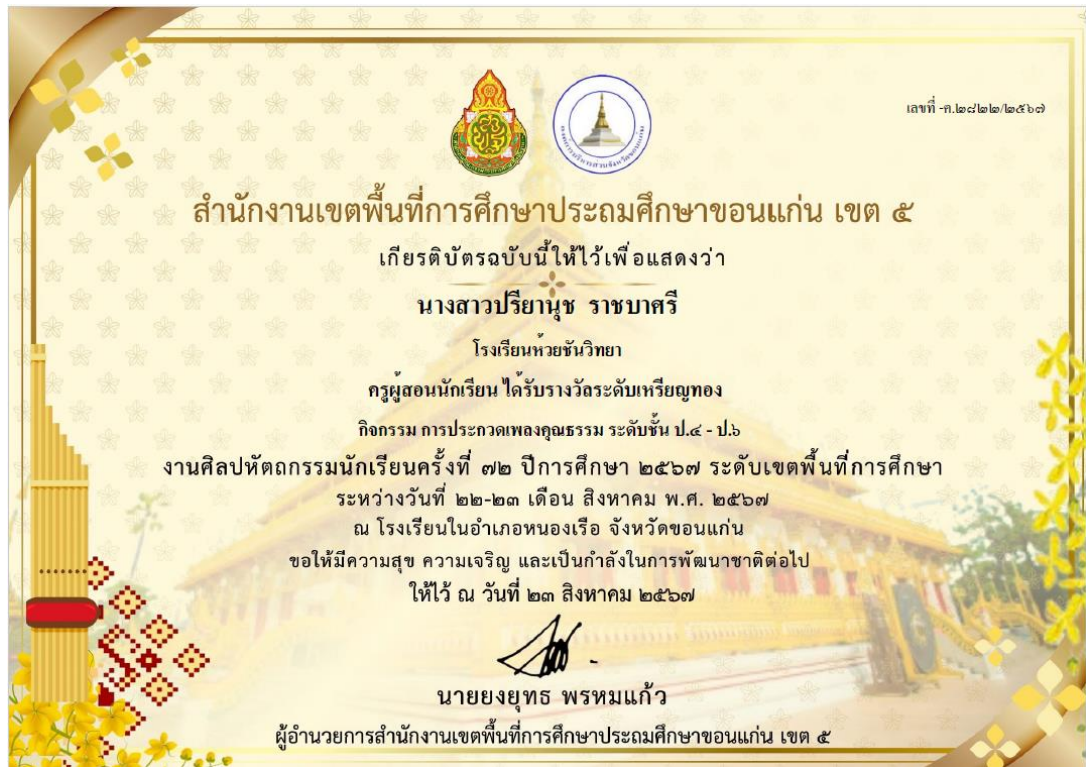 เลขที่ -ค.๒๘๒๒/๒๕๖๗
สำนักงานเขตพื้นที่การศึกษาประถมศึกษาขอนแก่น เขต ๕
เกียรติบัตรฉบับนี้ให้ไว้เพื่อแสดงว่า
นางสาวปรียานุช ราชบาศรี
โรงเรียนห้วยซันวิทยา
ครูผู้สอนนักเรียน ได้รับรางวัลระดับเหรียญทอง
กิจกรรม การประกวดเพลงคุณธรรม ระดับชั้น ป.๔ - ป.๖
งานศิลปหัตถกรรมนักเรียนครั้งที่ ๗๒ ปีการศึกษา ๒๕๖๗ ระดับเขตพื้นที่การศึกษา
ระหว่างวันที่ ๒๒-๒๓ เดือน สิงหาคม พ.ศ. ๒๕๖๗
ณ โรงเรียนในอำเภอหนองเรือ จังหวัดขอนแก่น
ขอให้มีความสุข ความเจริญ และเป็นกำลังในการพัฒนาชาติต่อไป
ให้ไว้ ณ วันที่ ๒๓ สิงหาคม ๒๕๖๗
นายยงยุทธ พรหมแก้ว
ผู้อำนวยการสำนักงานเขตพื้นที่การศึกษาประถมศึกษาขอนแก่น เขต ๕